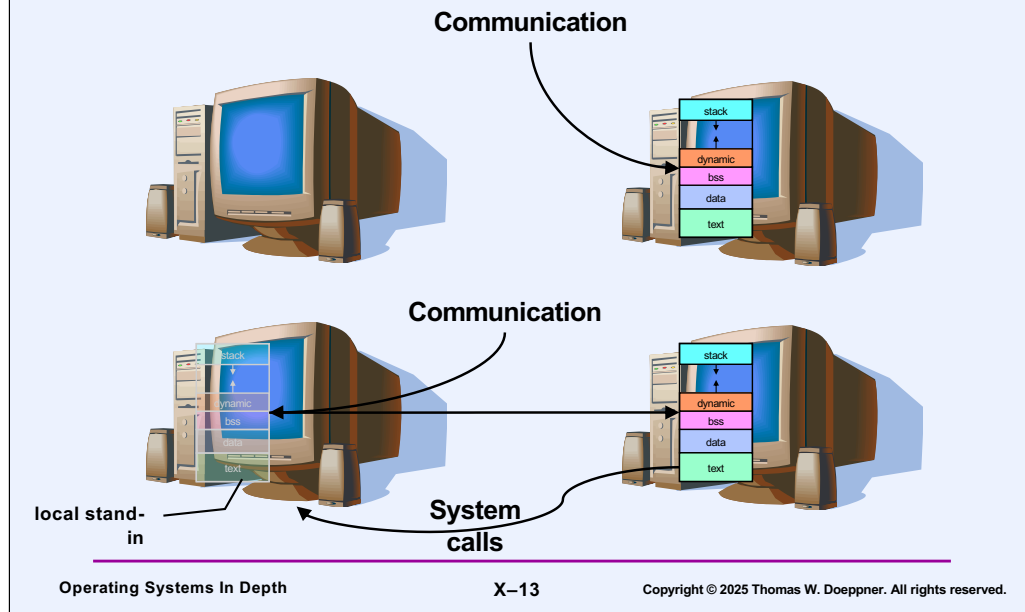 Communication
stack
dynamic
bss
data
text
Communication
stack
dynamic
bss
data
text
stack
dynamic
bss
data
text
local stand-
in
System
calls
Operating Systems In Depth
X–13
Copyright © 2025 Thomas W. Doeppner. All rights reserved.